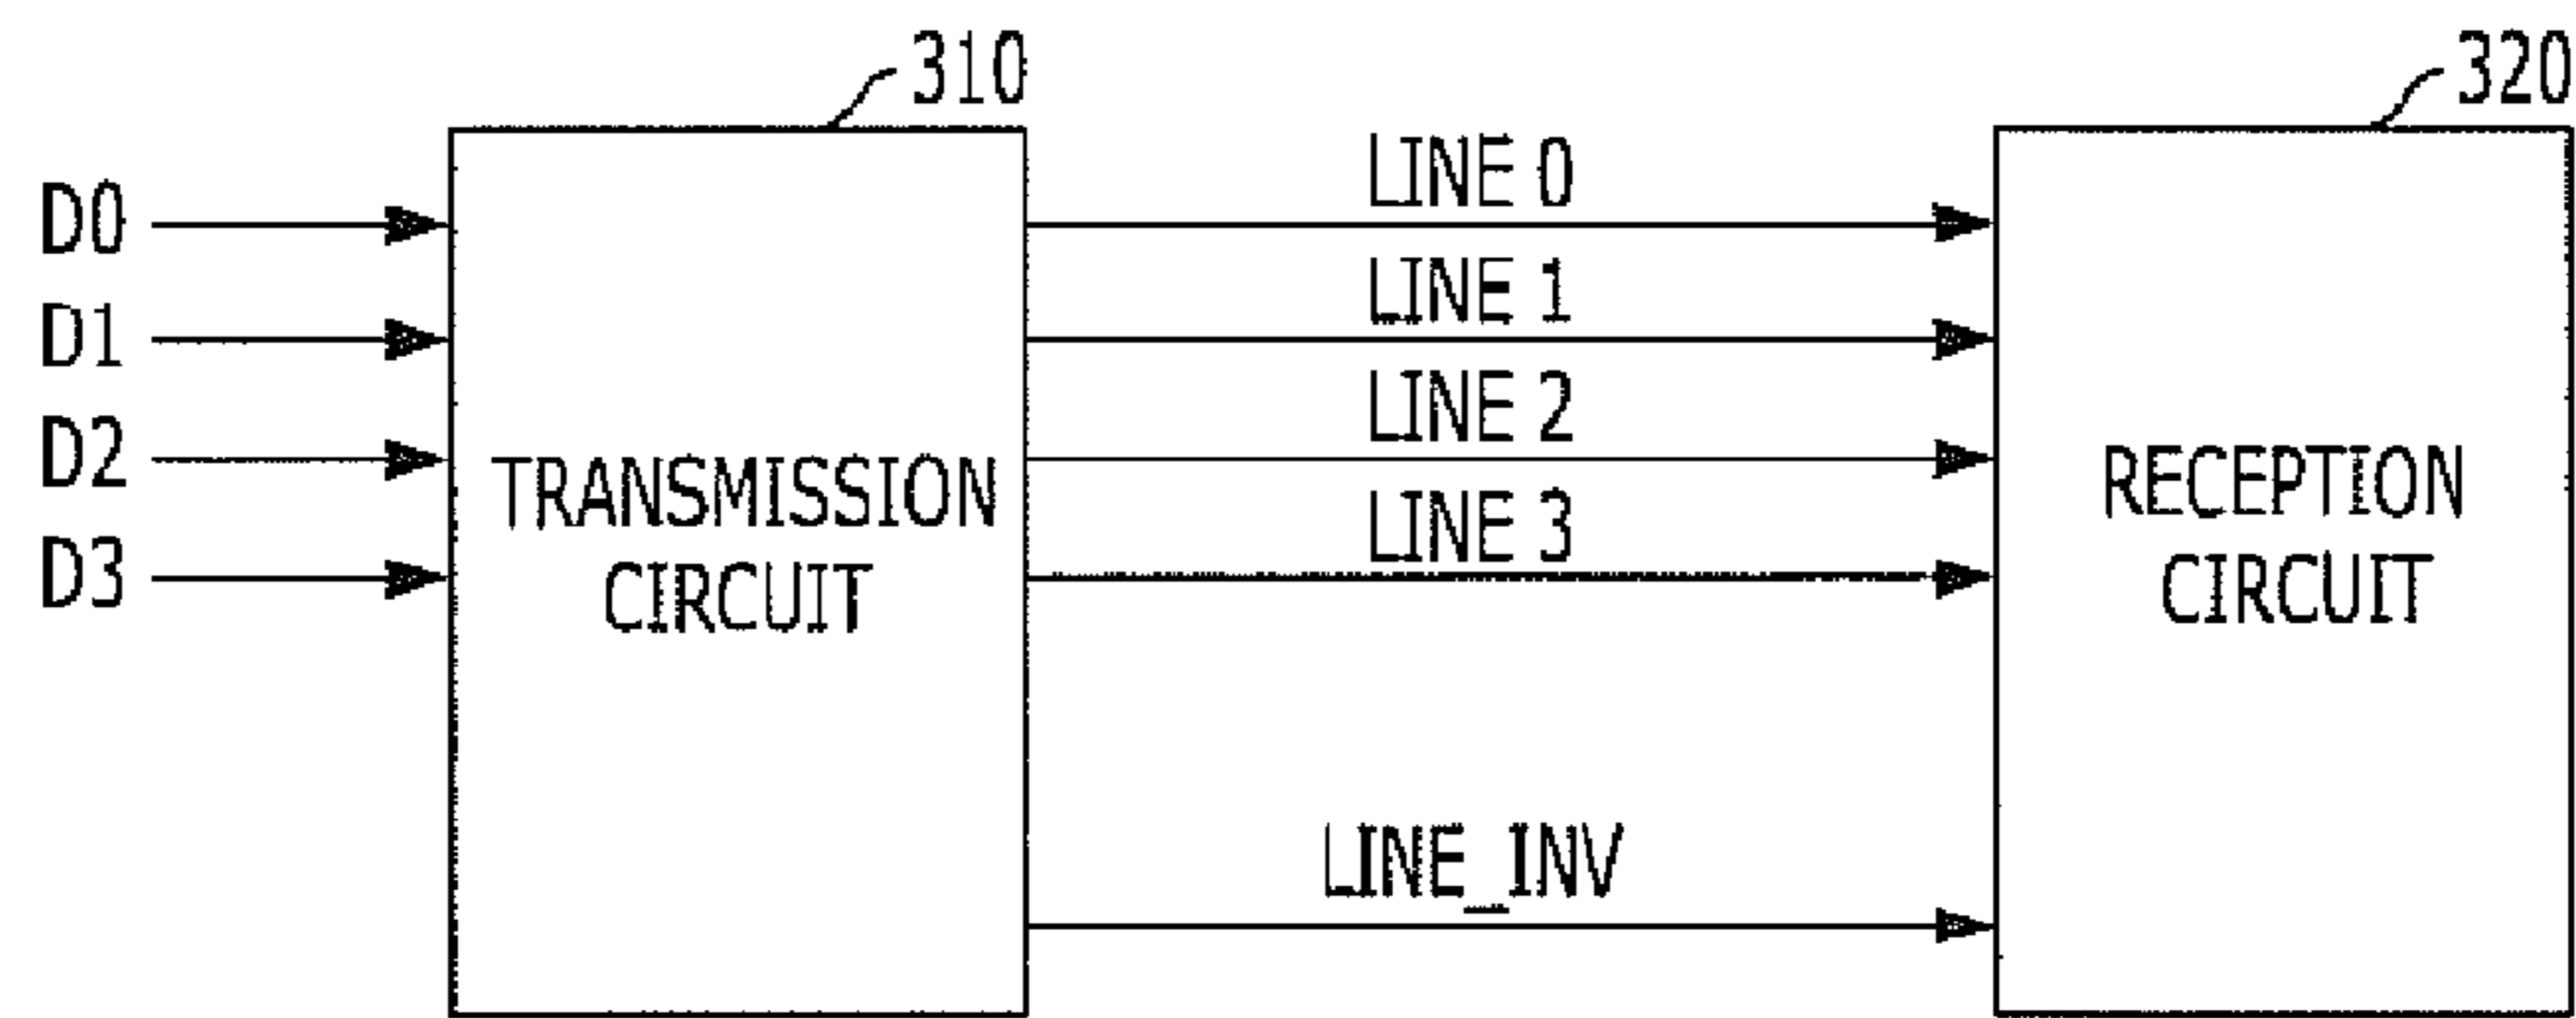 310
320
D0
D1
D2
D3
TRANSMISSION
CIRCUIT
LINE 0
LINE 1
LINE 2
LINE 3
LINE_INV
RECEPTION
CIRCUIT